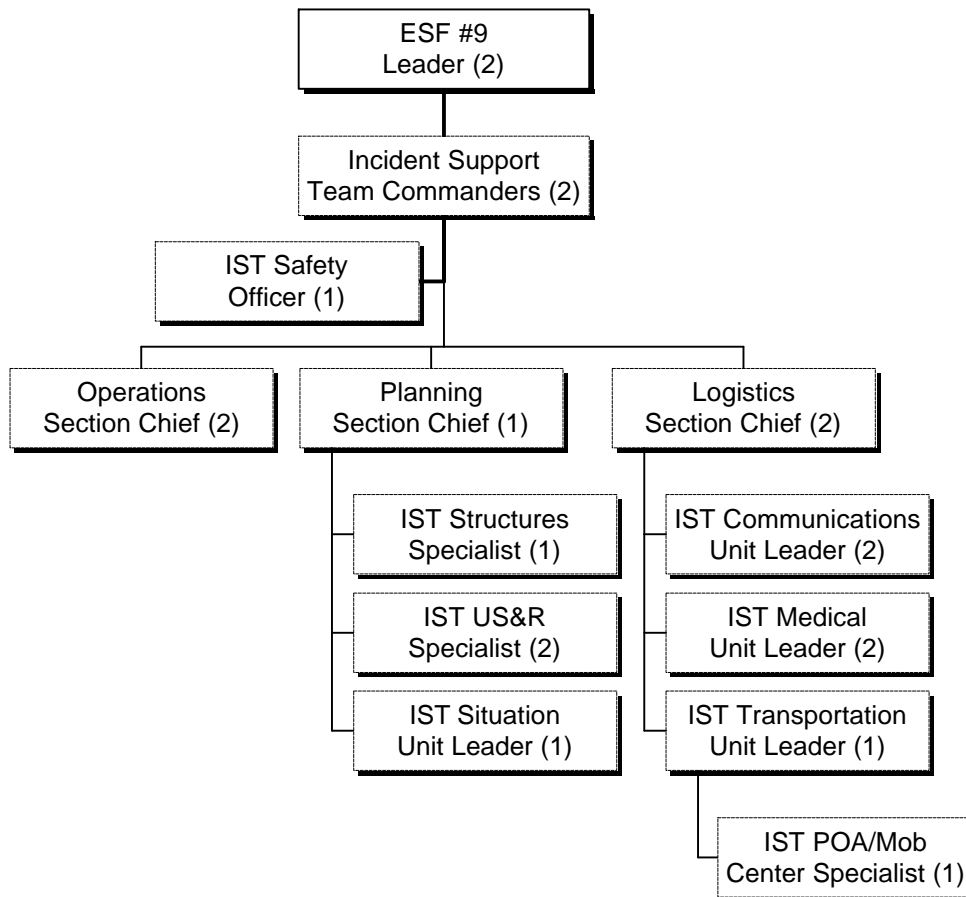 ESF #9
Leader (2)
Incident Support
Team Commanders (2)
IST Safety
Officer (1)
Operations
Section Chief (2)
Planning
Section Chief (1)
Logistics
Section Chief (2)
IST Structures
Specialist (1)
IST US&R
Specialist (2)
IST Situation
Unit Leader (1)
IST Communications
Unit Leader (2)
IST Medical
Unit Leader (2)
IST Transportation
Unit Leader (1)
IST POA/Mob
Center Specialist (1)